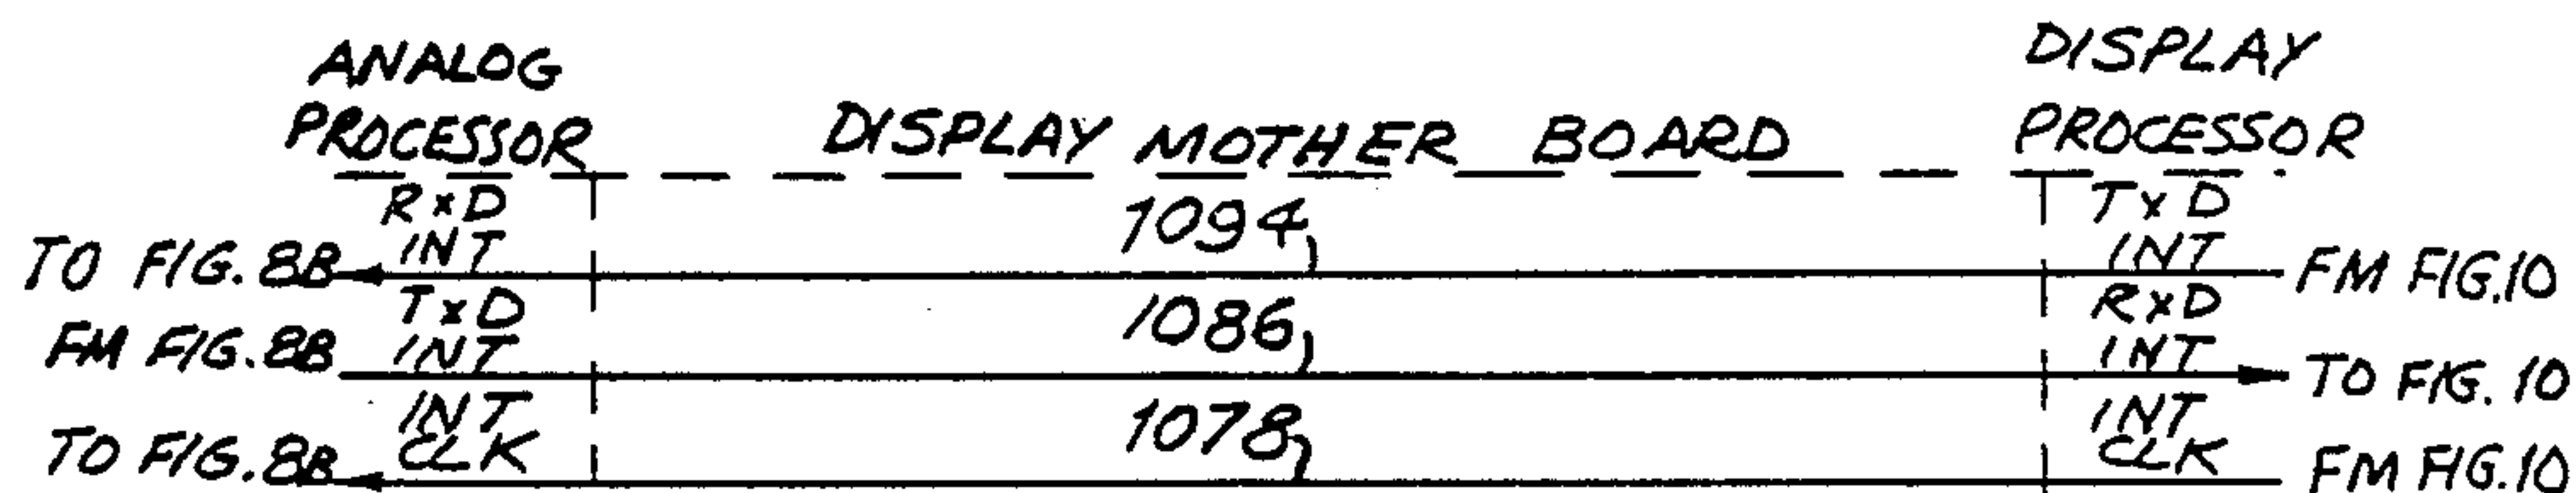 ANALOG PROCESSOR
DISPLAY MOTHER BOARD
DISPLAY PROCESSOR
RxD INT
1094
TxD INT
TO FIG. 8B
FM FIG.10
TxD INT
1086
RxD INT
FM FIG. 8B
TO FIG. 10
INT CLK
1078
INT CLK
TO FIG. 8B
FM FIG.10